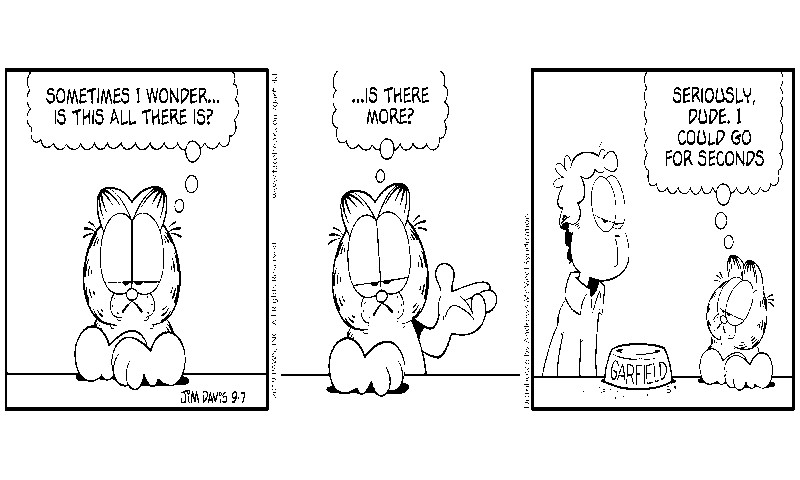 SOMETIMES I WONDER...
IS THIS ALL THERE IS?
JIM DAVIS 9·7
...IS THERE
MORE?
SERIOUSLY,
DUDE. I
COULD GO
FOR SECONDS
GARFIELD